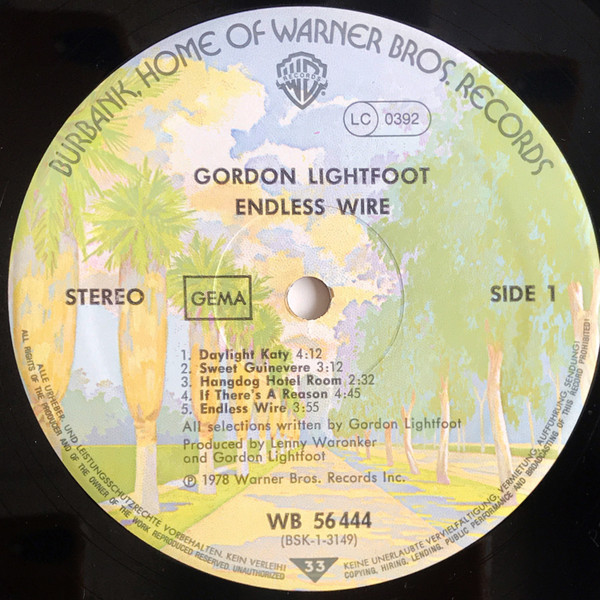 BURBANK, HOME OF WARNER BROS. RECORDS
WB
RECORDS
LC 0392
GORDON LIGHTFOOT
ENDLESS WIRE
STEREO
GEMA
SIDE 1
1. Daylight Katy 4:12
2. Sweet Guinevere 3:12
3. Hangdog Hotel Room 2:32
4. If There's A Reason 4:45
5. Endless Wire 3:55
All selections written by Gordon Lightfoot
Produced by Lenny Waronker
and Gordon Lightfoot
℗ 1978 Warner Bros. Records Inc.
WB 56 444
(BSK-1-3149)
33
ALLE URHEBER- UND LEISTUNGSSCHUTZRECHTE VORBEHALTEN. KEIN VERLEIH! KEINE UNERLAUBTE VERVIELFÄLTIGUNG, VERMIETUNG, AUFFÜHRUNG, SENDUNG!
ALL RIGHTS OF THE PRODUCER AND OF THE OWNER OF THE WORK REPRODUCED RESERVED. UNAUTHORIZED COPYING, HIRING, LENDING, PUBLIC PERFORMANCE AND BROADCASTING OF THIS RECORD PROHIBITED!